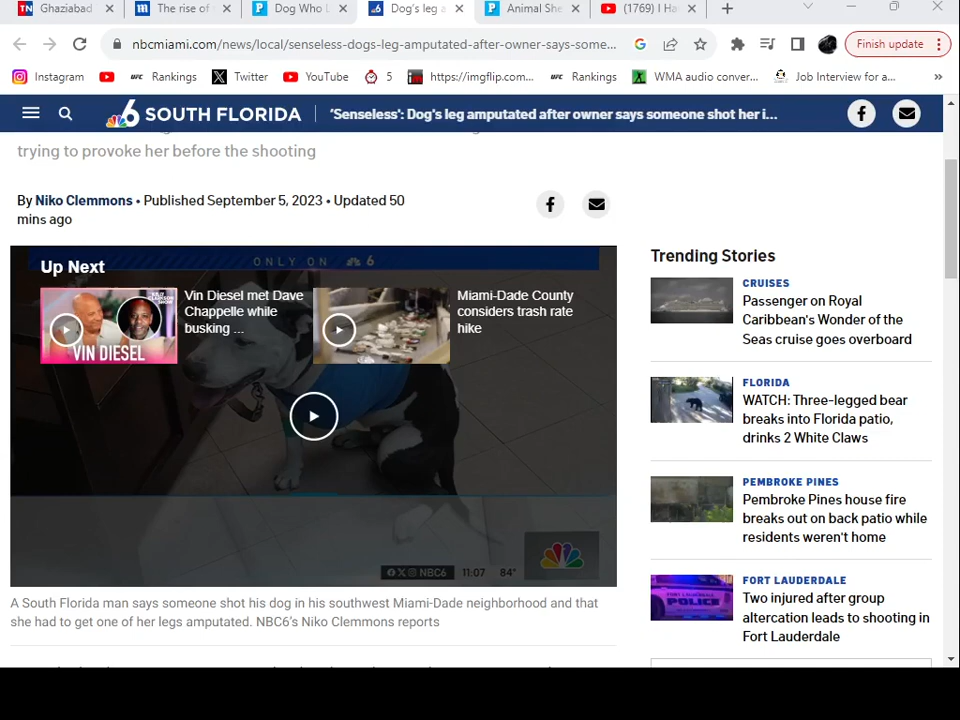 Ghaziabad
The rise of
Dog Who L
Dog's leg a
Animal She
(1769) I Ha
nbcmiami.com/news/local/senseless-dogs-leg-amputated-after-owner-says-some...
Finish update
Instagram
Rankings
Twitter
YouTube
5
https://imgflip.com...
Rankings
WMA audio conver...
Job Interview for a...
6 SOUTH FLORIDA
'Senseless': Dog's leg amputated after owner says someone shot her i...
trying to provoke her before the shooting
By Niko Clemmons • Published September 5, 2023 • Updated 50
mins ago
ONLY ON 6
Up Next
VIN DIESEL
Vin Diesel met Dave
Chappelle while
busking ...
Miami-Dade County
considers trash rate
hike
NBC6 11:07 84°
A South Florida man says someone shot his dog in his southwest Miami-Dade neighborhood and that
she had to get one of her legs amputated. NBC6's Niko Clemmons reports
Trending Stories
CRUISES
Passenger on Royal
Caribbean's Wonder of the
Seas cruise goes overboard
FLORIDA
WATCH: Three-legged bear
breaks into Florida patio,
drinks 2 White Claws
PEMBROKE PINES
Pembroke Pines house fire
breaks out on back patio while
residents weren't home
FORT LAUDERDALE
POLICE
Two injured after group
altercation leads to shooting in
Fort Lauderdale